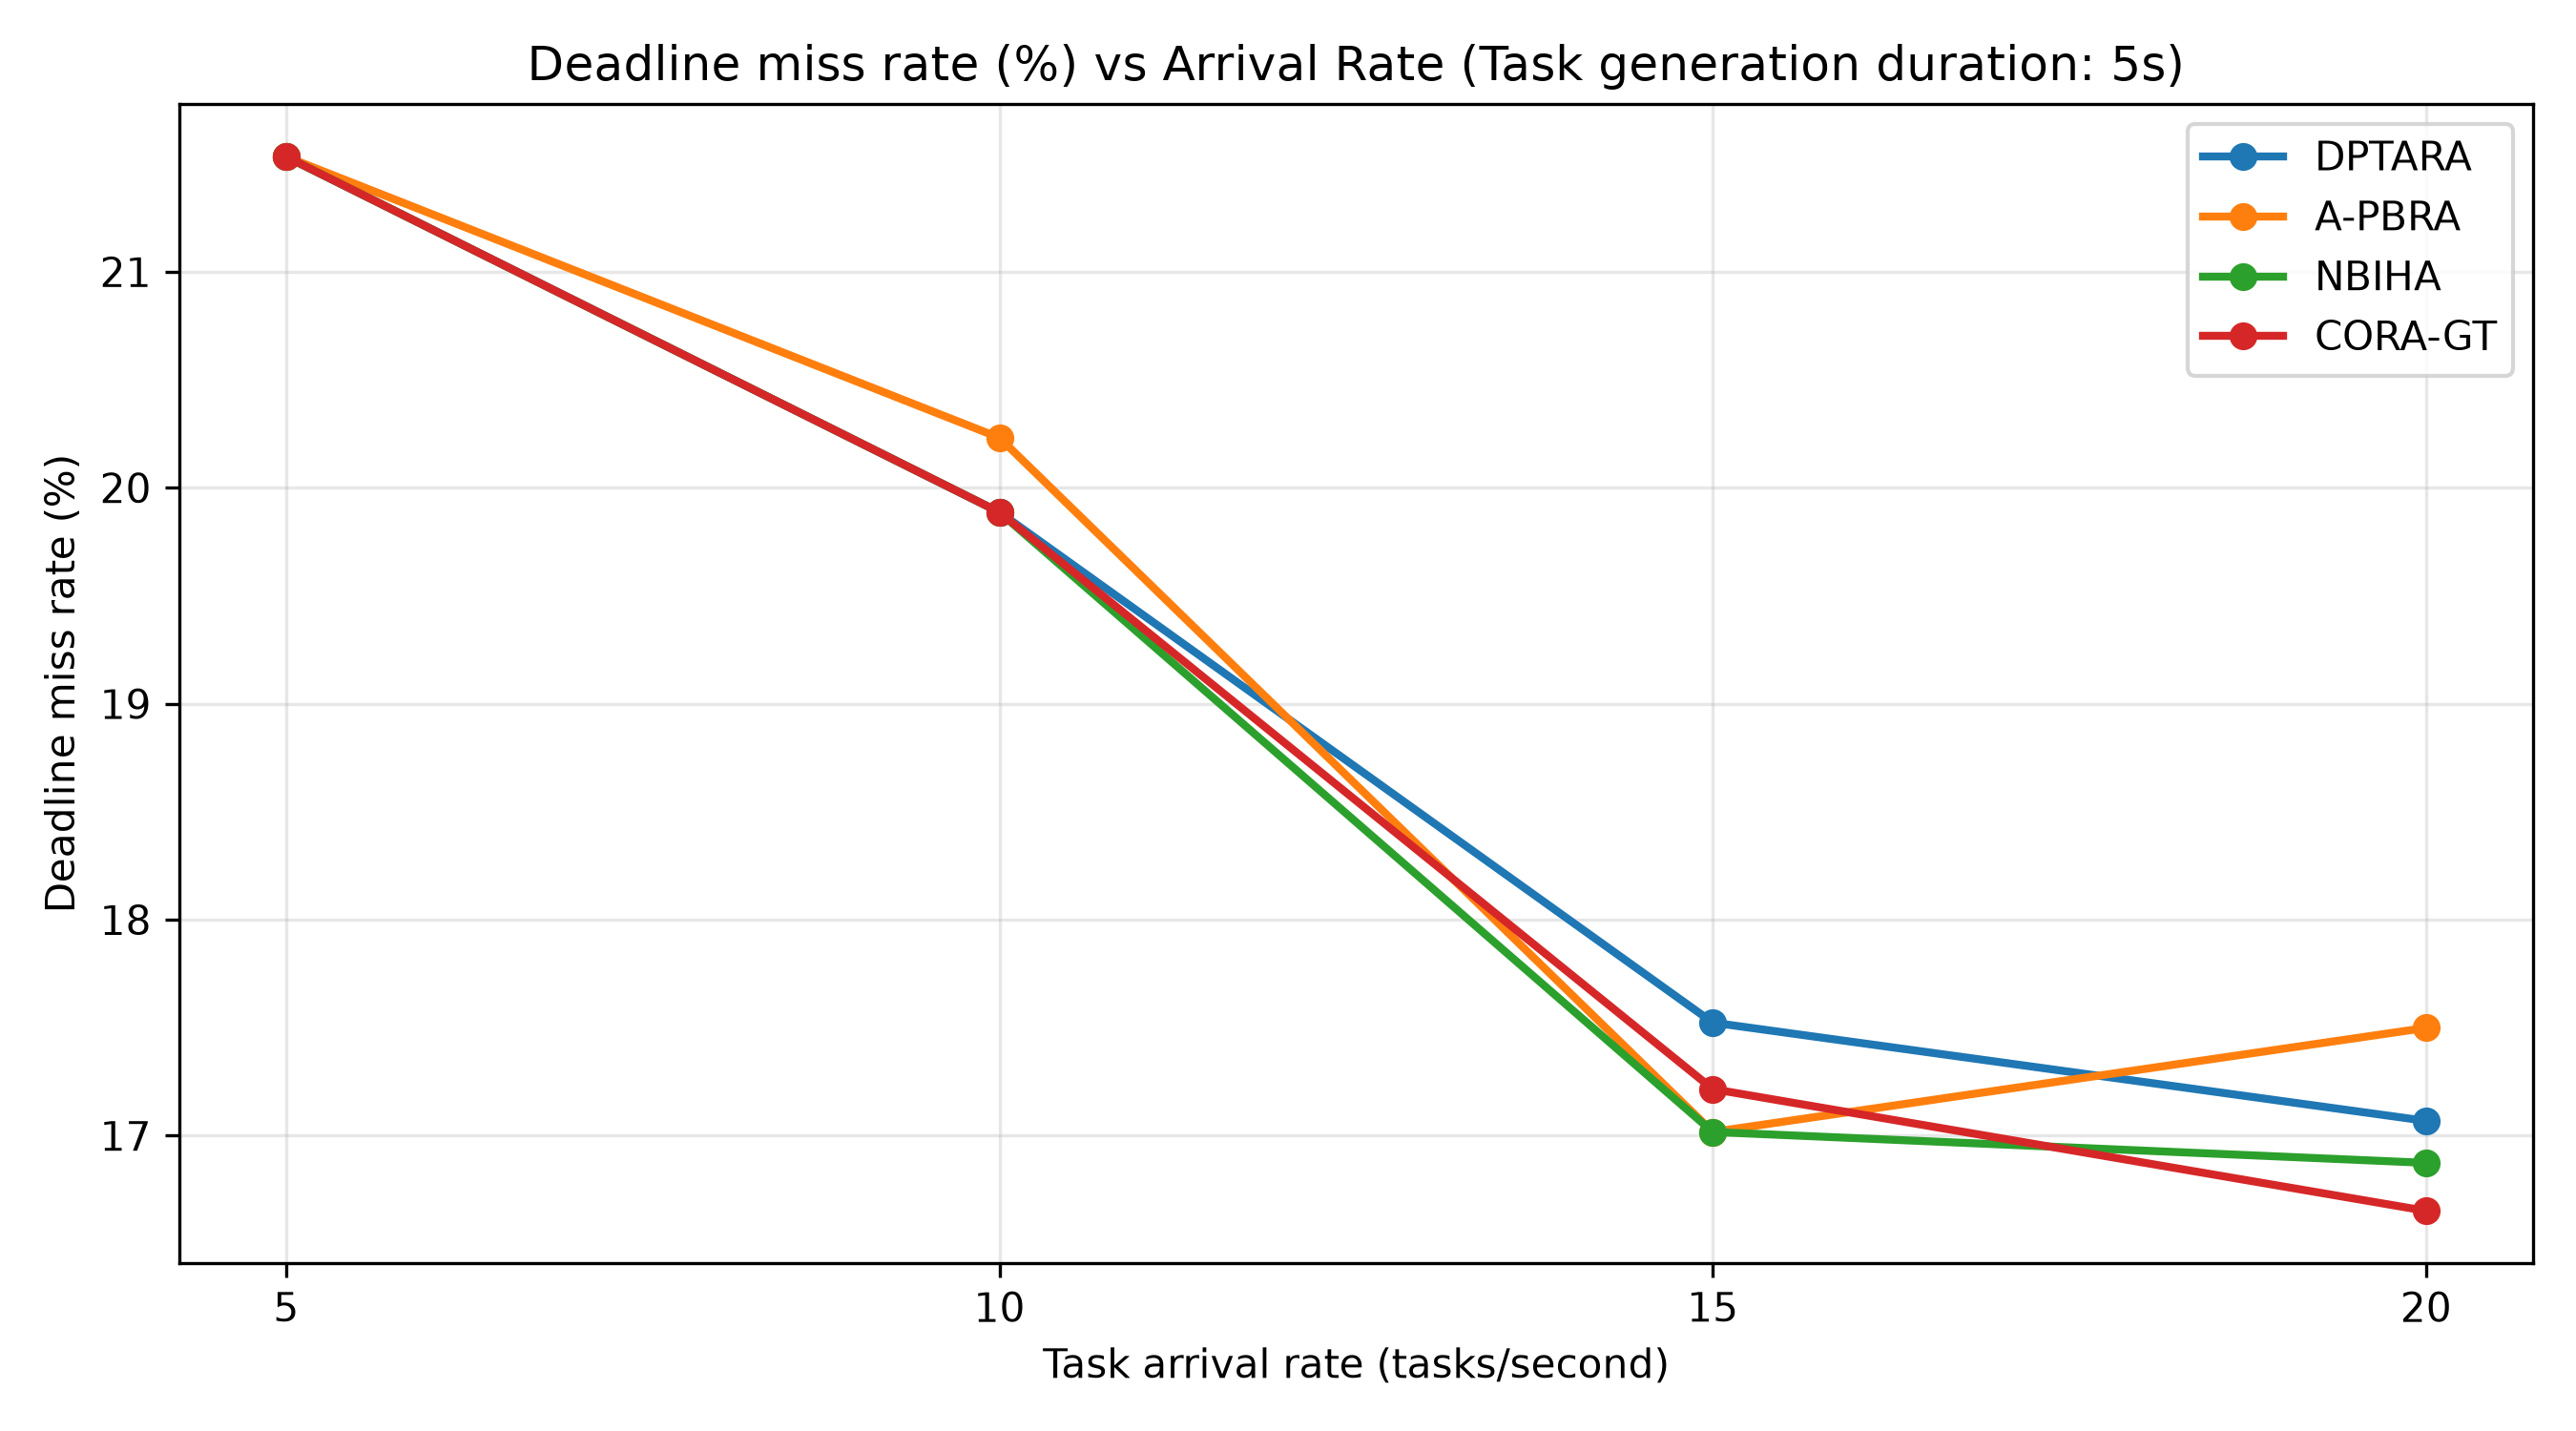 Deadline miss rate (%) vs Arrival Rate (Task generation duration: 5s)
DPTARA
A-PBRA
NBIHA
CORA-GT
Deadline miss rate (%)
21
20
19
18
17
5 10 15 20
Task arrival rate (tasks/second)